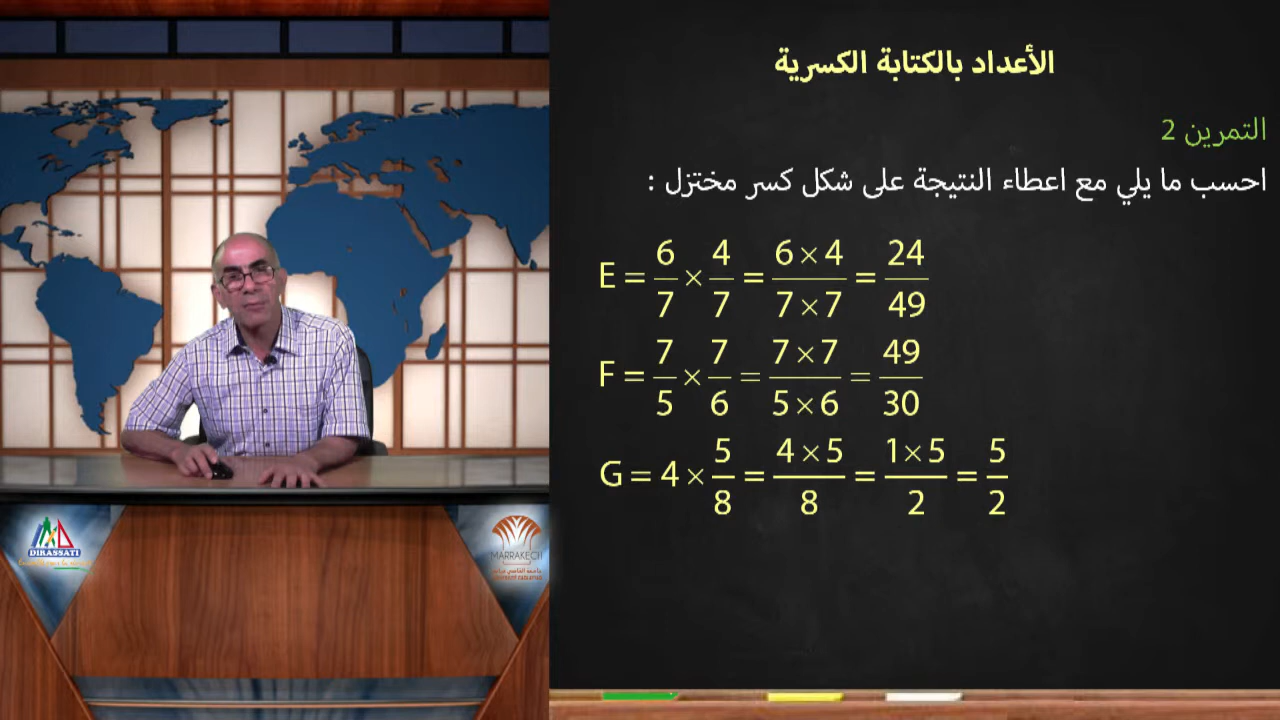 الأعداد بالكتابة الكسرية
التمرين 2
احسب ما يلي مع اعطاء النتيجة على شكل كسر مختزل :
E = 6/7 × 4/7 = (6 × 4)/(7 × 7) = 24/49
F = 7/5 × 7/6 = (7 × 7)/(5 × 6) = 49/30
G = 4 × 5/8 = (4 × 5)/8 = (1 × 5)/2 = 5/2
DIRASSATI
MARRAKECH